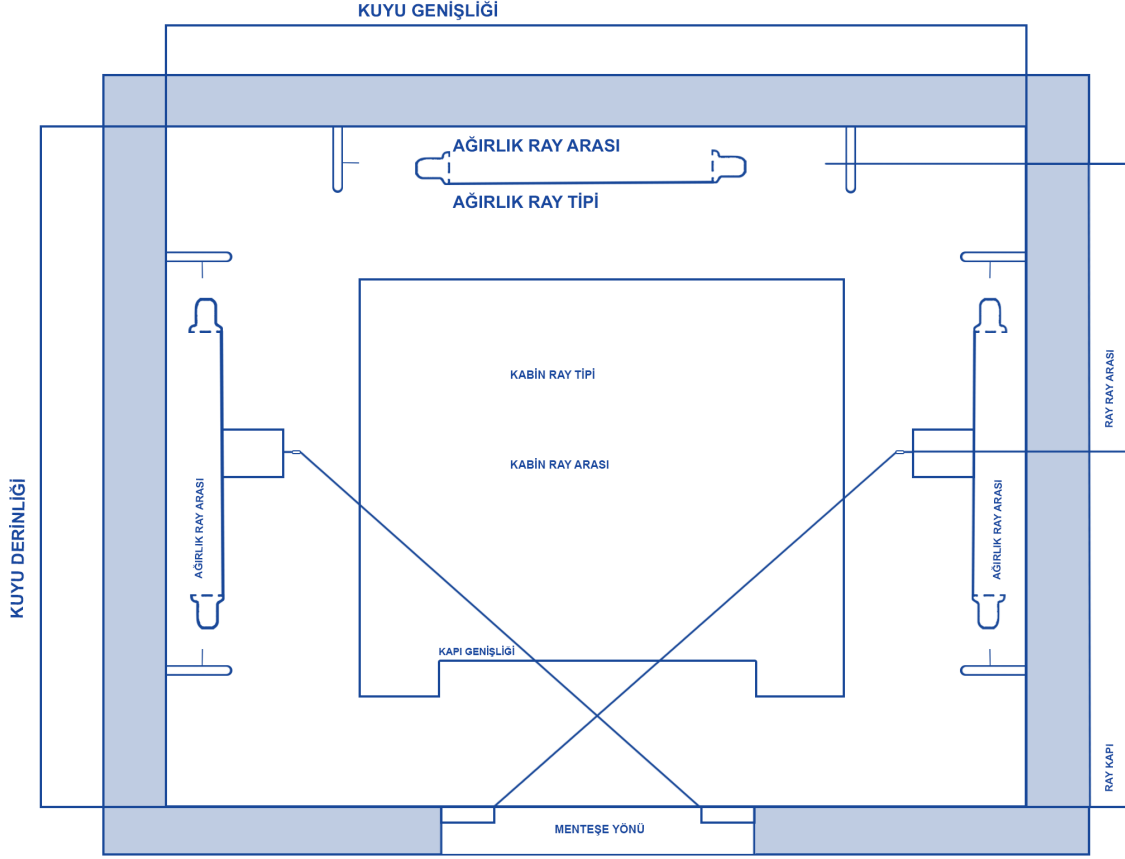 KUYU GENİŞLİĞİ
AĞIRLIK RAY ARASI
AĞIRLIK RAY TİPİ
KABİN RAY TİPİ
RAY RAY ARASI
KABİN RAY ARASI
KUYU DERİNLİĞİ
AĞIRLIK RAY ARASI
AĞIRLIK RAY ARASI
KAPI GENİŞLİĞİ
RAY KAPI
MENTEŞE YÖNÜ